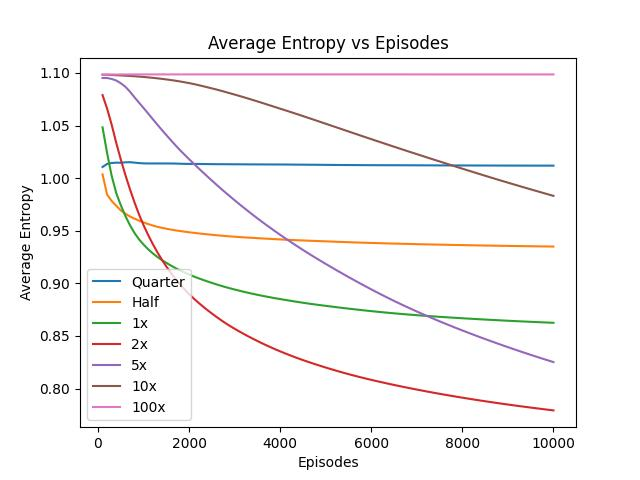 Average Entropy vs Episodes
Average Entropy
1.10
1.05
1.00
0.95
0.90
0.85
0.80
Quarter
Half
1x
2x
5x
10x
100x
0 2000 4000 6000 8000 10000
Episodes